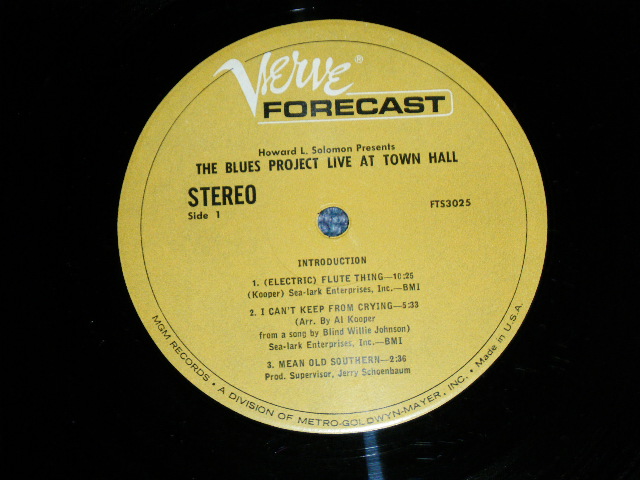 Verve®
FORECAST
Howard L. Solomon Presents
THE BLUES PROJECT LIVE AT TOWN HALL
STEREO
Side 1
FTS3025
INTRODUCTION
1. (ELECTRIC) FLUTE THING—10:25
(Kooper) Sea-lark Enterprises, Inc.—BMI
2. I CAN'T KEEP FROM CRYING—5:33
(Arr. By Al Kooper
from a song by Blind Willie Johnson)
Sea-lark Enterprises, Inc.—BMI
3. MEAN OLD SOUTHERN—2:36
Prod. Supervisor, Jerry Schoenbaum
MGM RECORDS • A DIVISION OF METRO-GOLDWYN-MAYER, INC. • Made in U.S.A.